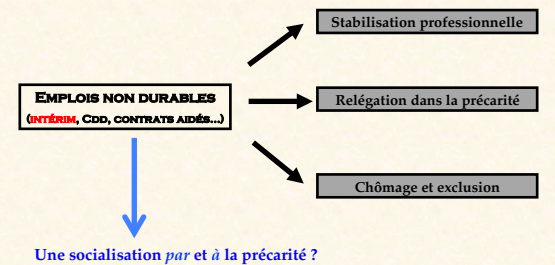 Stabilisation professionnelle
EMPLOIS NON DURABLES
(INTÉRIM, CDD, CONTRATS AIDÉS...)
Relégation dans la précarité
Chômage et exclusion
Une socialisation par et à la précarité ?